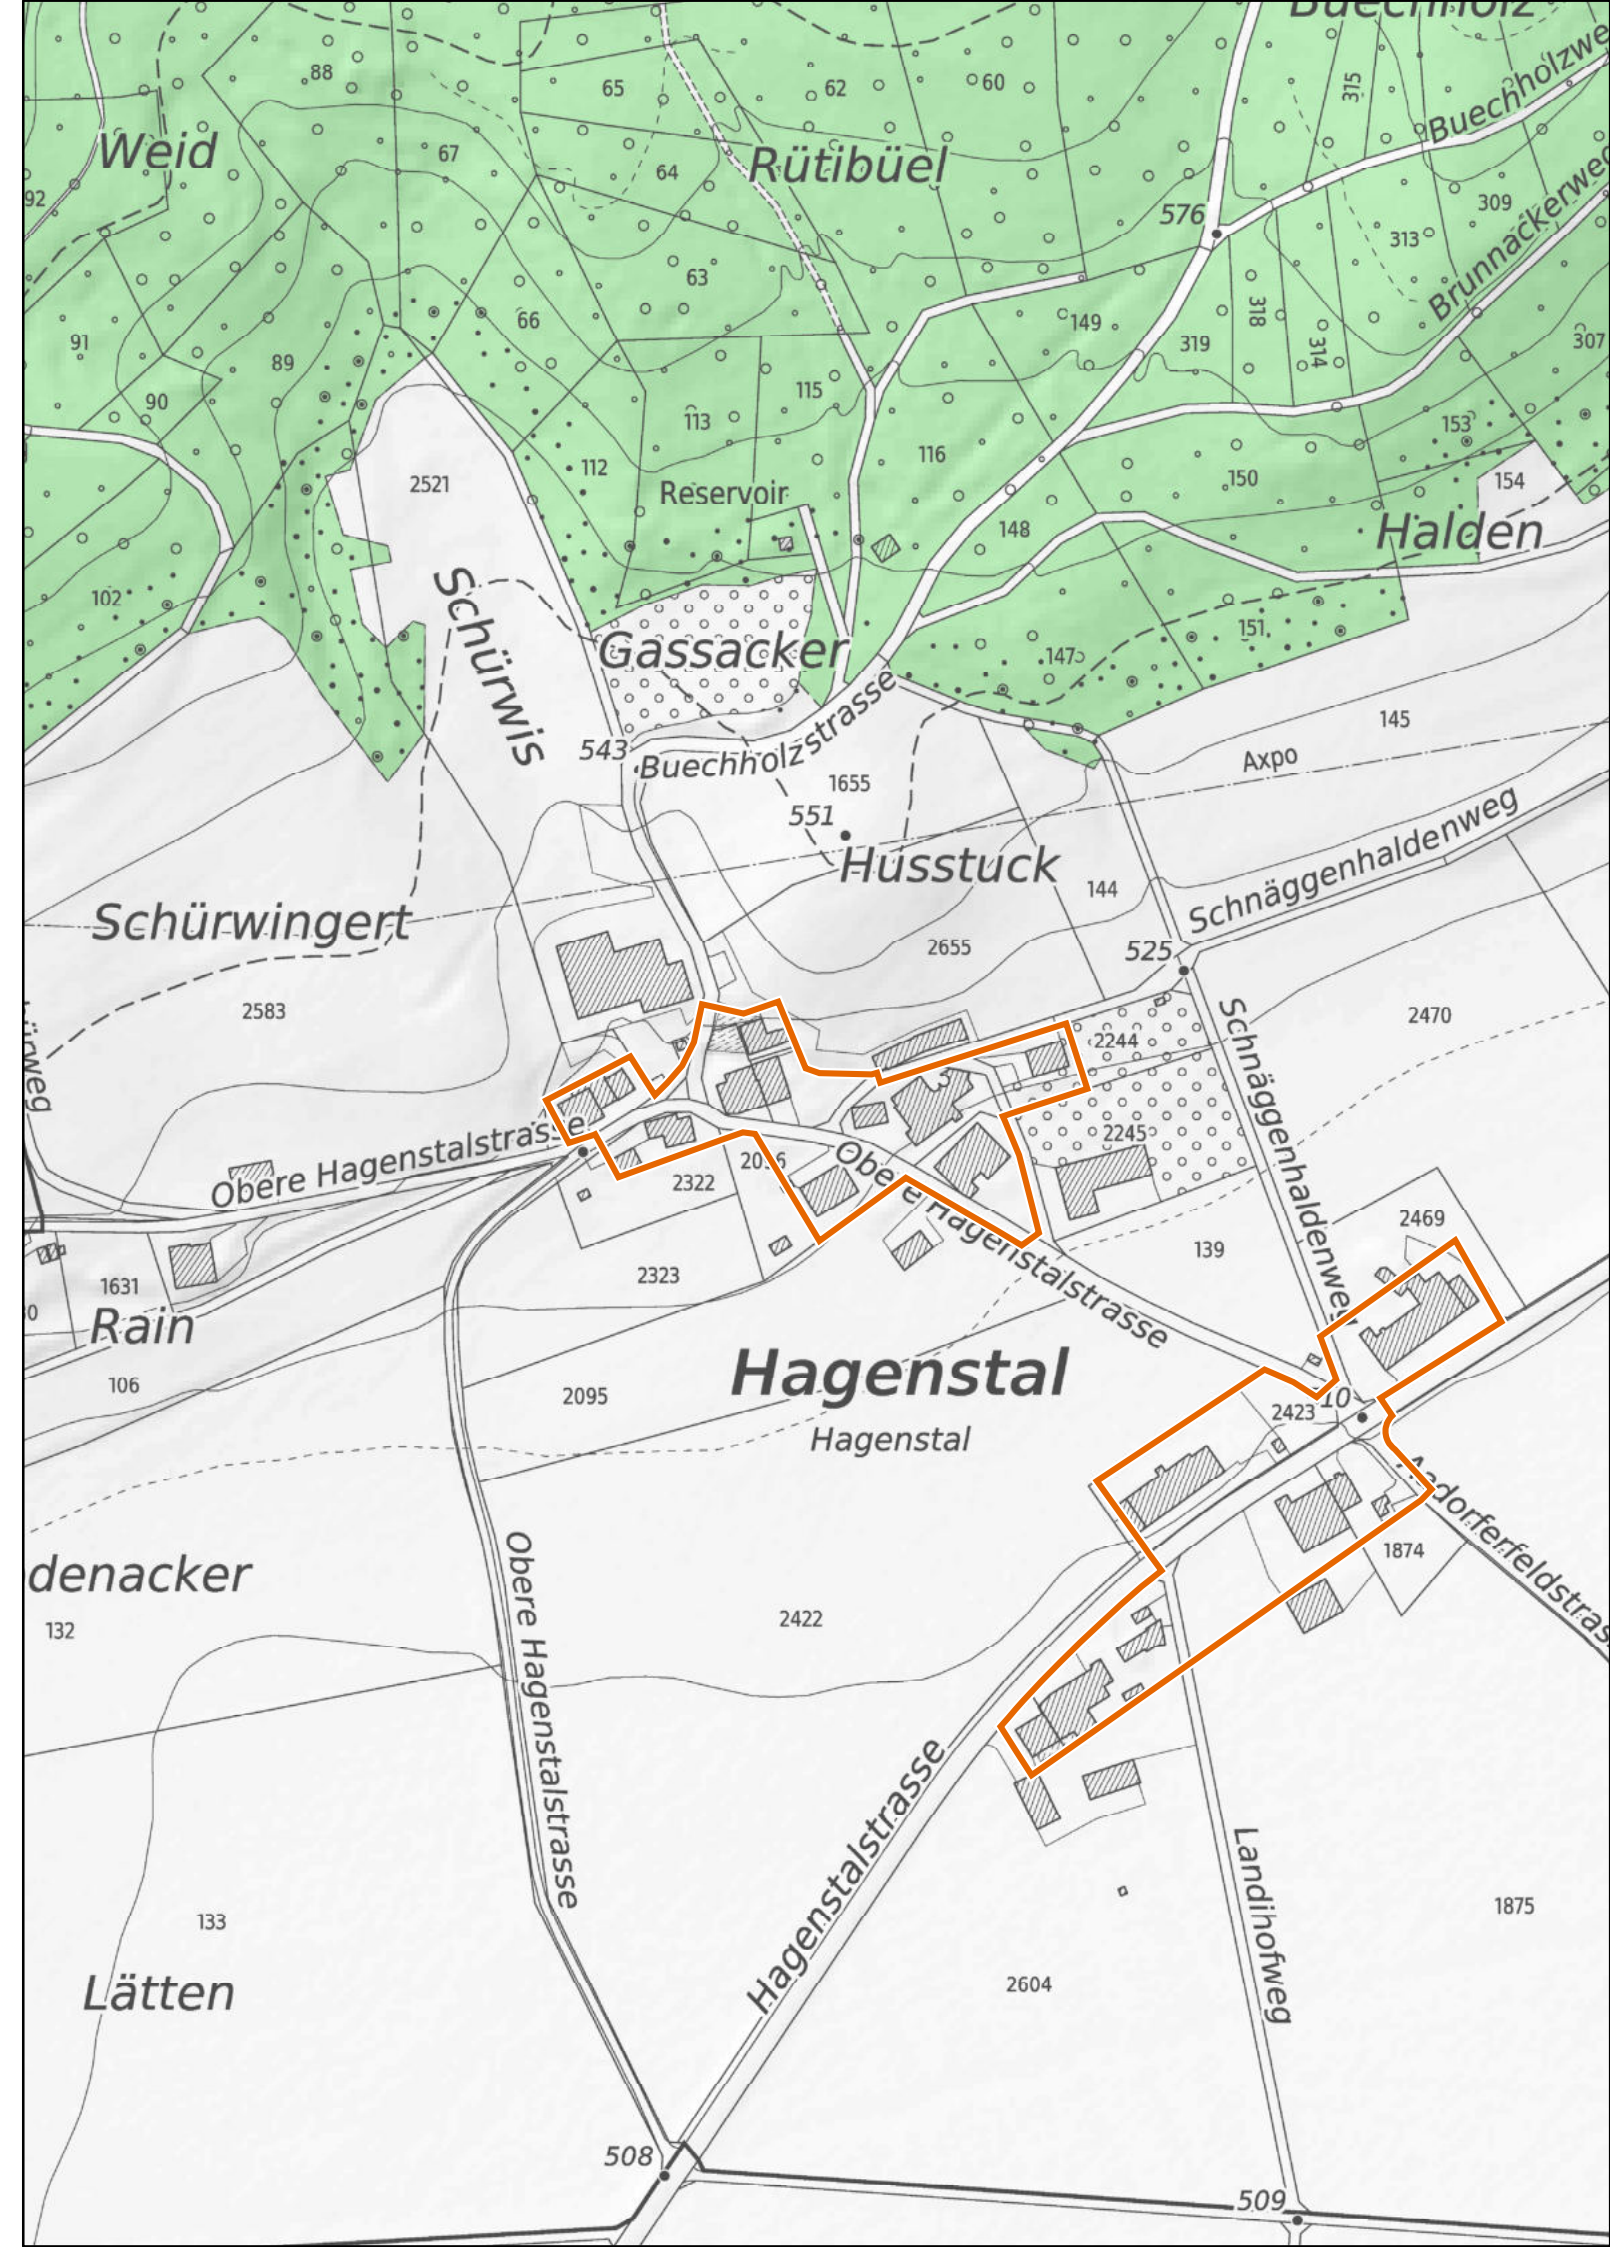 88
65
62
60
315
Buechholzwe
Weid
67
64
Rütibüel
92
576
309
313
Brunnackerweg
63
66
318
149
319
314
307
91
89
90
115
113
153
112
116
2521
Reservoir
150
154
148
Halden
102
Schürwis
151
Gassacker
147
543
Buechholzstrasse
145
Axpo
1655
551
Husstuck
144
Schnäggenhaldenweg
Schürwingert
2655
525
2583
2470
2244
Schnäggenhaldenweg
2245
Obere Hagenstalstrasse
2322
Obere Hagenstalstrasse
2469
139
2323
1631
Rain
106
Hagenstal
2095
Hagenstal
2423
10
Aadorferfeldstras
1874
denacker
132
2422
Obere Hagenstalstrasse
Hagenstalstrasse
Landihofweg
1875
133
Lätten
2604
508
509